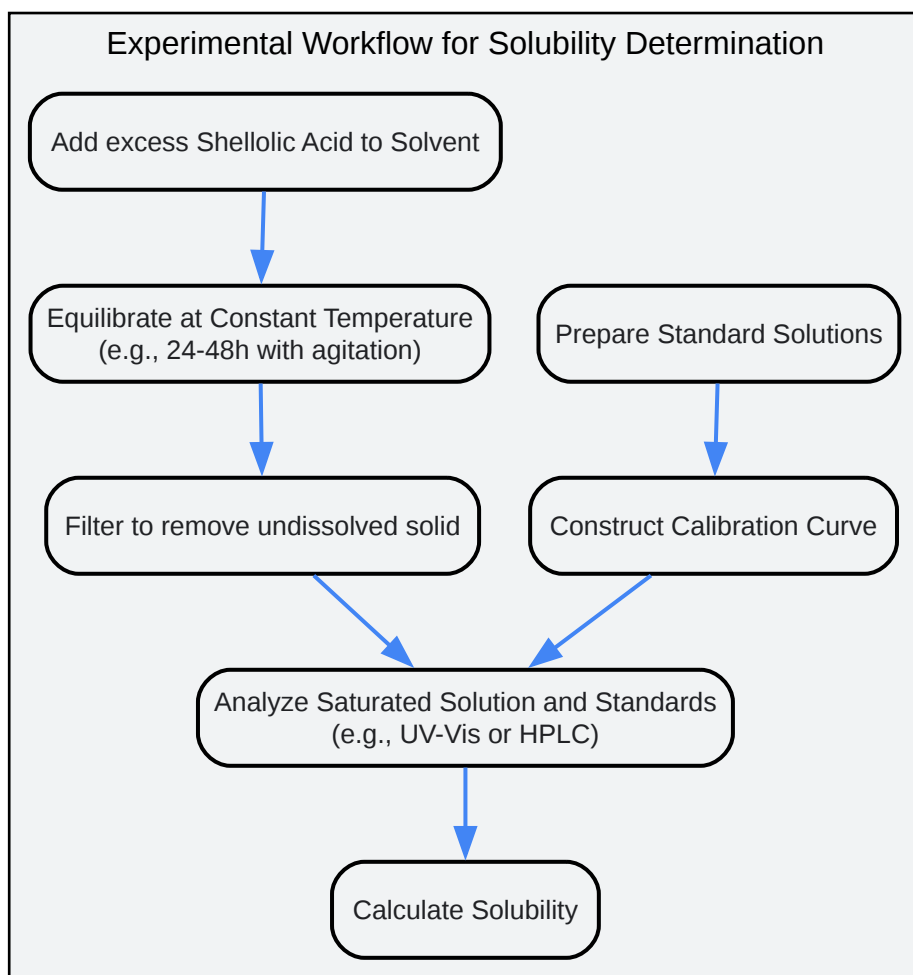 Experimental Workflow for Solubility Determination
Add excess Shellolic Acid to Solvent
Equilibrate at Constant Temperature
(e.g., 24-48h with agitation)
Prepare Standard Solutions
Filter to remove undissolved solid
Construct Calibration Curve
Analyze Saturated Solution and Standards
(e.g., UV-Vis or HPLC)
Calculate Solubility